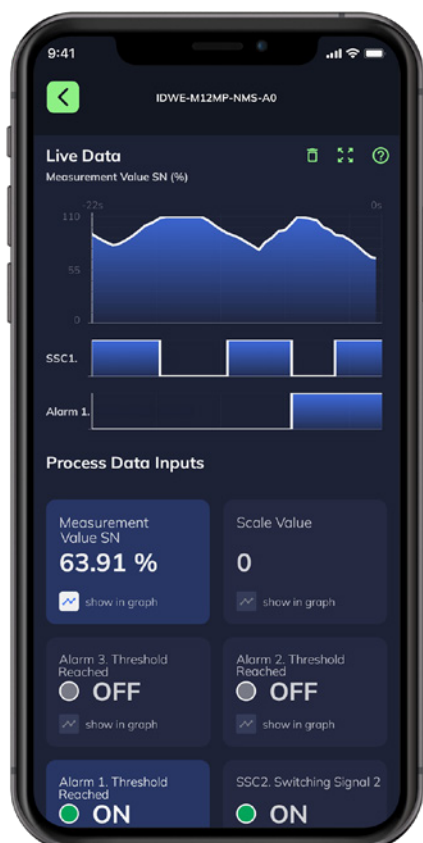 9:41
IDWE-M12MP-NMS-A0
Live Data
Measurement Value SN (%)
-22s
0s
110
55
0
SSC1.
Alarm 1.
Process Data Inputs
Measurement
Value SN
63.91 %
show in graph
Scale Value
0
show in graph
Alarm 3. Threshold
Reached
OFF
show in graph
Alarm 2. Threshold
Reached
OFF
show in graph
Alarm 1. Threshold
Reached
ON
SSC2. Switching Signal 2
ON